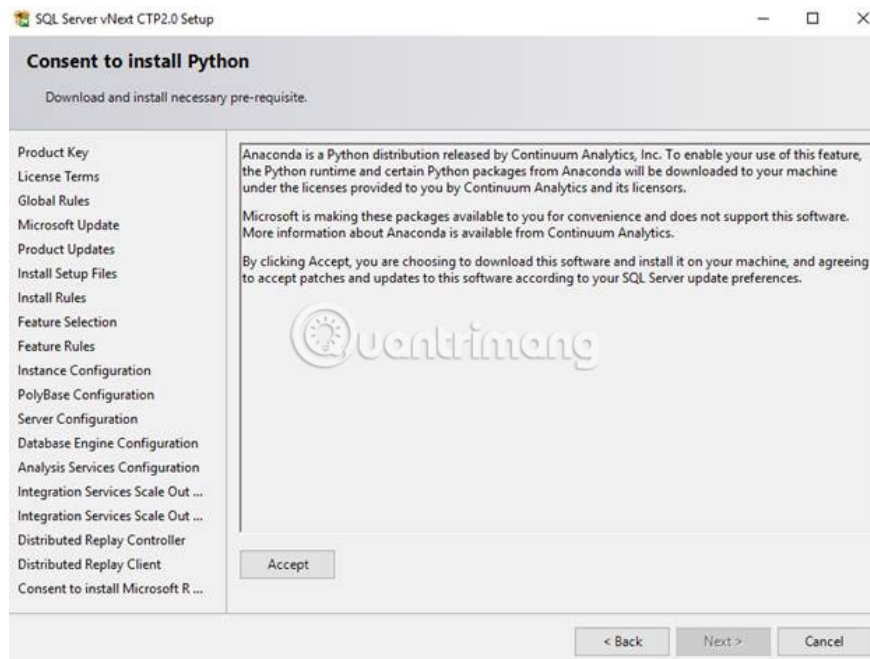 SQL Server vNext CTP2.0 Setup
Consent to install Python
Download and install necessary pre-requisite.
Product Key
License Terms
Global Rules
Microsoft Update
Product Updates
Install Setup Files
Install Rules
Feature Selection
Feature Rules
Instance Configuration
PolyBase Configuration
Server Configuration
Database Engine Configuration
Analysis Services Configuration
Integration Services Scale Out ...
Integration Services Scale Out ...
Distributed Replay Controller
Distributed Replay Client
Consent to install Microsoft R ...
Anaconda is a Python distribution released by Continuum Analytics, Inc. To enable your use of this feature,
the Python runtime and certain Python packages from Anaconda will be downloaded to your machine
under the licenses provided to you by Continuum Analytics and its licensors.
Microsoft is making these packages available to you for convenience and does not support this software.
More information about Anaconda is available from Continuum Analytics.
By clicking Accept, you are choosing to download this software and install it on your machine, and agreeing
to accept patches and updates to this software according to your SQL Server update preferences.
Quantrimang
Accept
< Back
Next >
Cancel